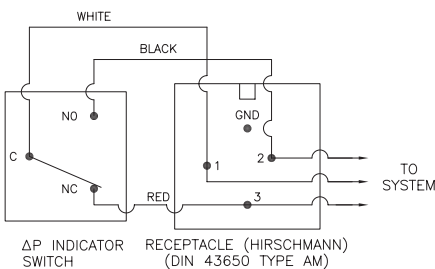 WHITE
BLACK
NO
GND
C
1
2
NC
RED
3
TO
SYSTEM
ΔP INDICATOR
SWITCH
RECEPTACLE (HIRSCHMANN)
(DIN 43650 TYPE AM)